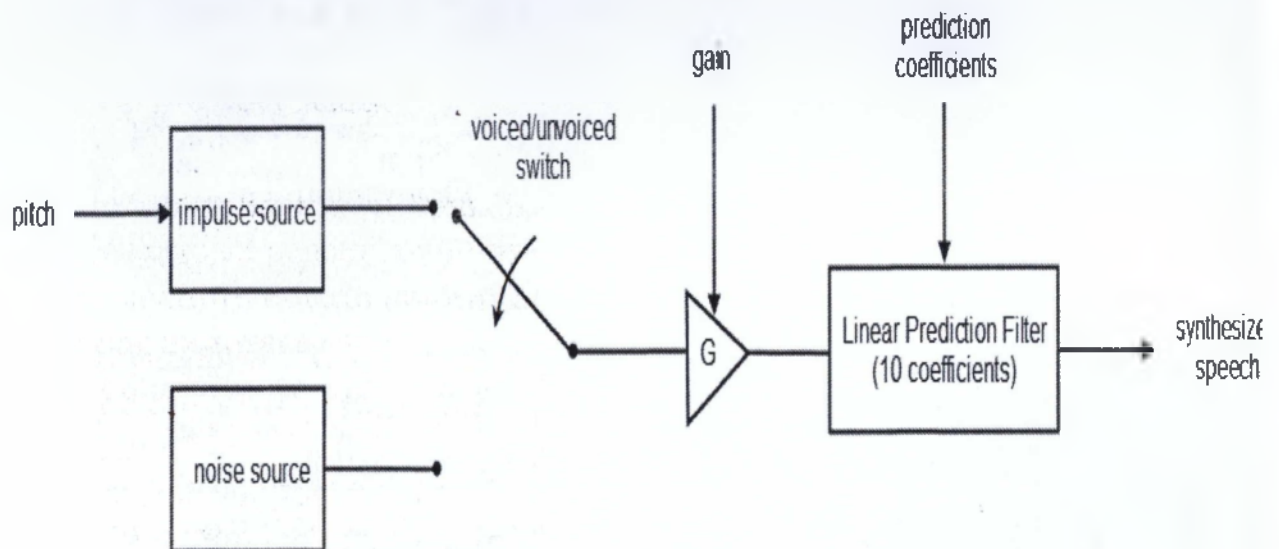 prediction
coefficients
gain
voiced/unvoiced
switch
pitch
impulse source
G
Linear Prediction Filter
(10 coefficients)
synthesize
speech
noise source